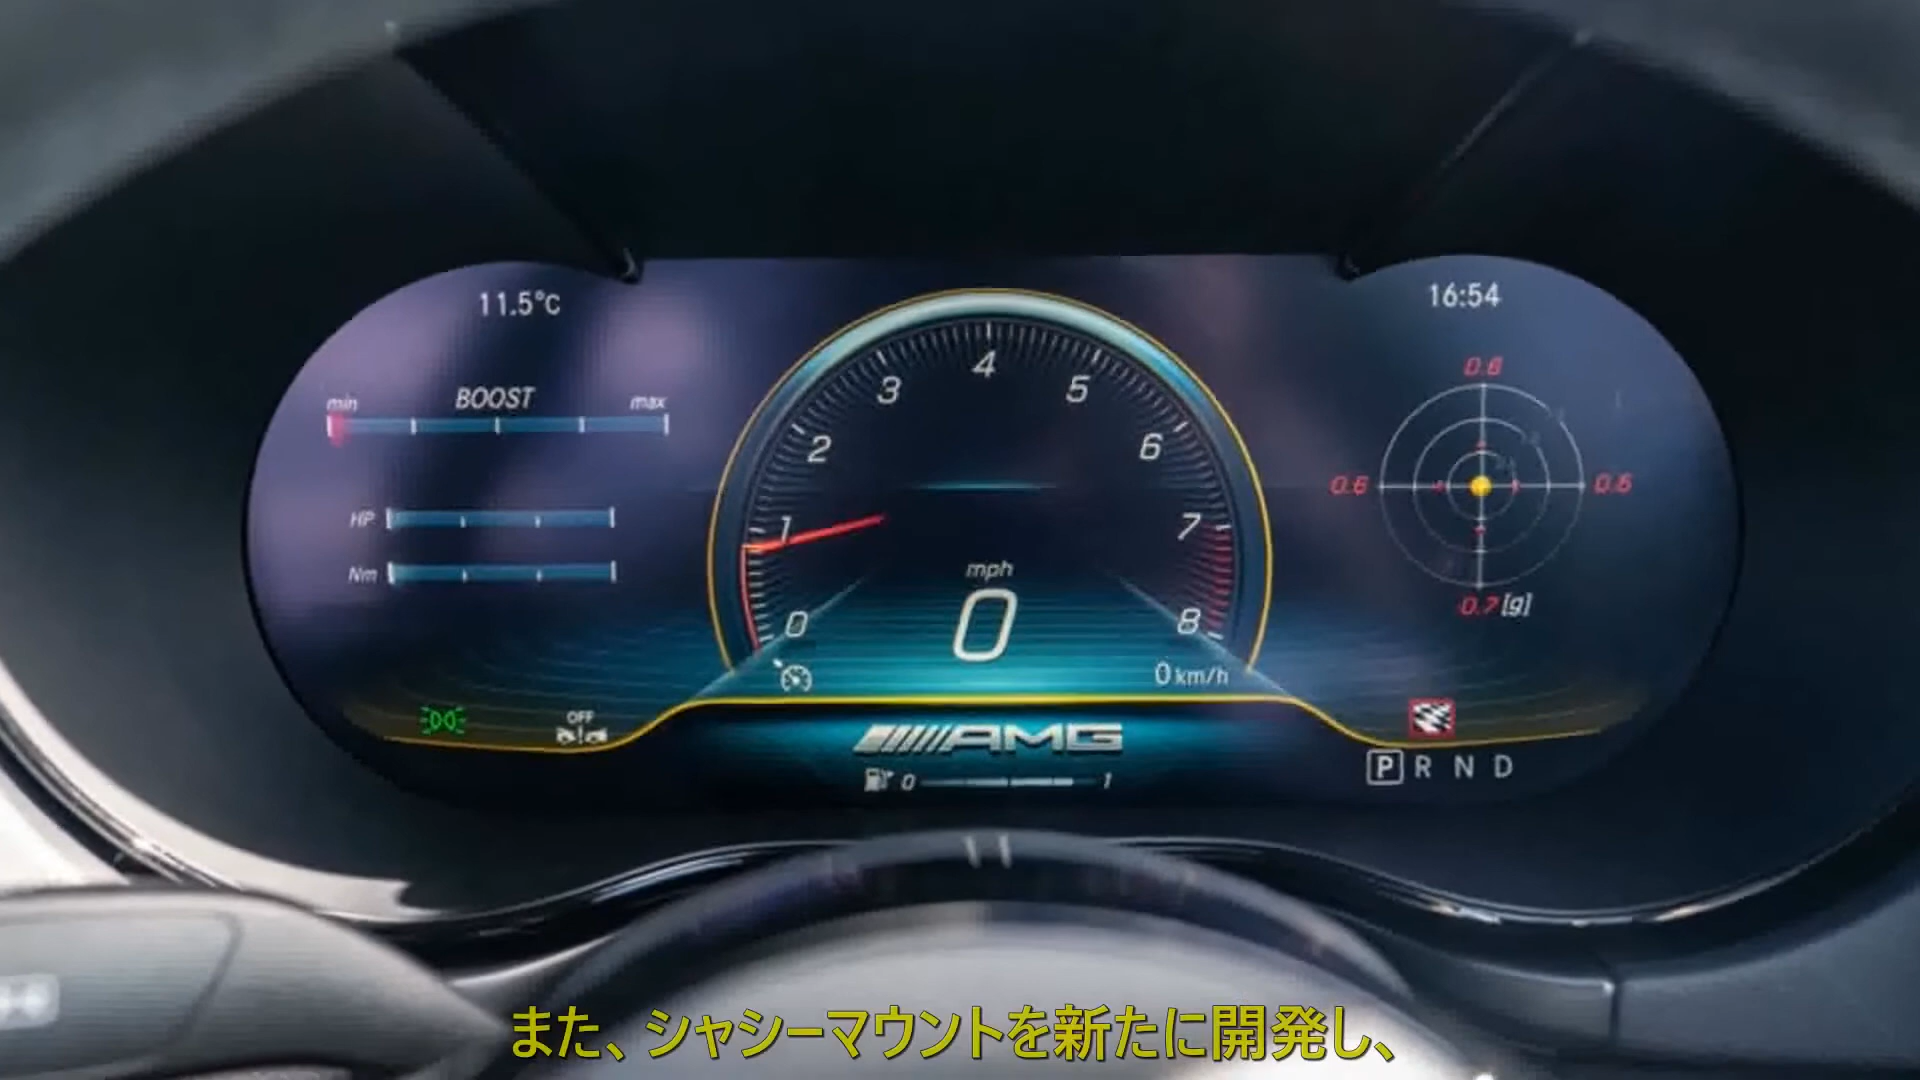 11.5°C
16:54
BOOST
min
max
HP
Nm
0
1
2
3
4
5
6
7
8
mph
0
0 km/h
0.6
0.6
0.6
0.7 [g]
OFF
AMG
0
1
P R N D
また、シャシーマウントを新たに開発し、